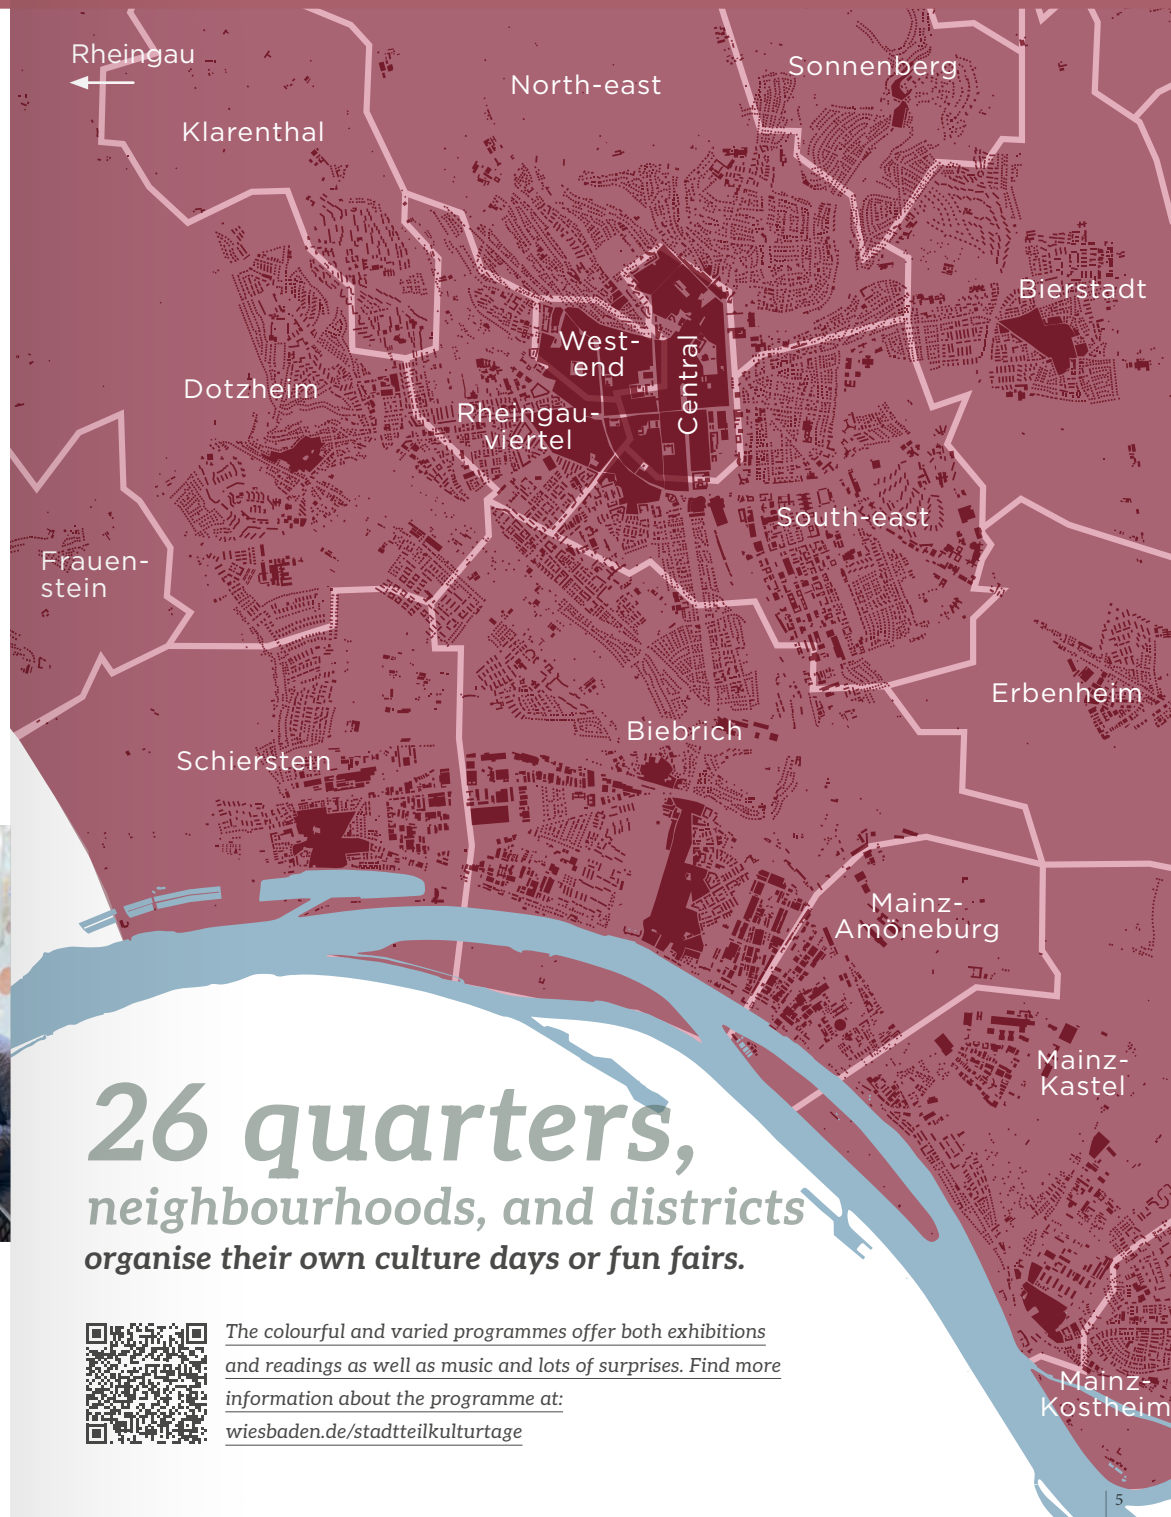 Rheingau
North-east
Sonnenberg
Klarenthal
Bierstadt
West-
end
Central
Dotzheim
Rheingau-
viertel
South-east
Frauen-
stein
Erbenheim
Biebrich
Schierstein
Mainz-
Amöneburg
Mainz-
Kastel
Mainz-
Kostheim
26 quarters,
neighbourhoods, and districts
organise their own culture days or fun fairs.
The colourful and varied programmes offer both exhibitions
and readings as well as music and lots of surprises. Find more
information about the programme at:
wiesbaden.de/stadtteilkulturtage
5